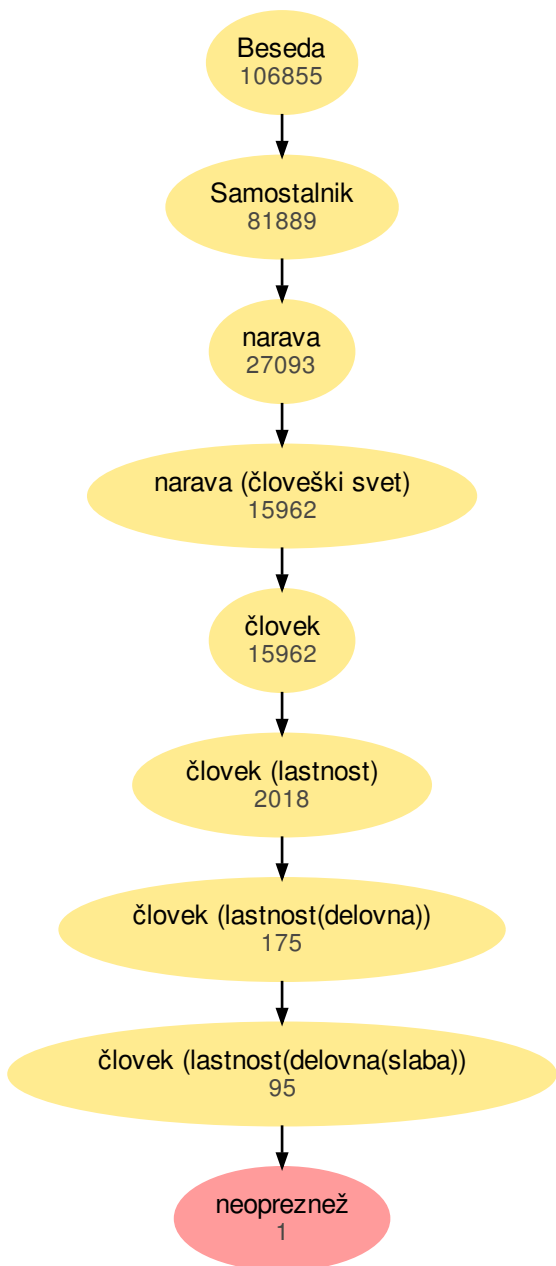 Beseda
106855
Samostalnik
81889
narava
27093
narava (človeški svet)
15962
človek
15962
človek (lastnost)
2018
človek (lastnost(delovna))
175
človek (lastnost(delovna(slaba))
95
neopreznež
1